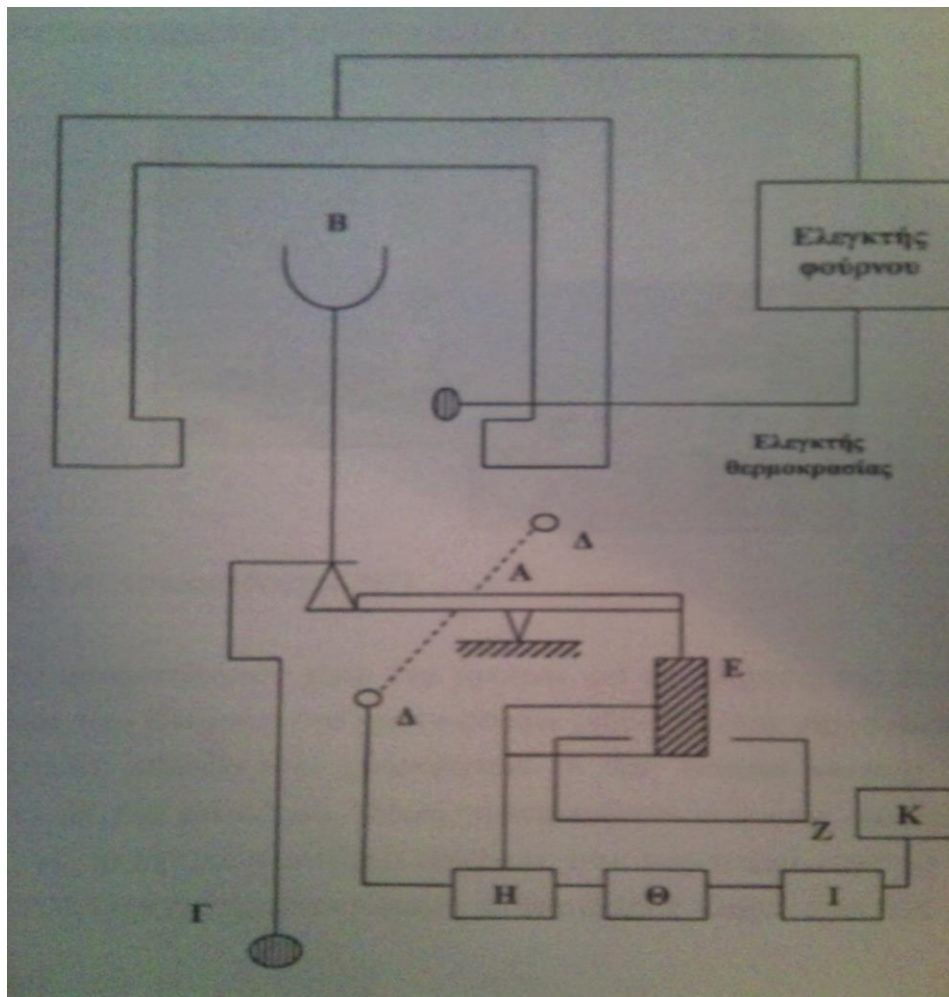 Β
Ελεγκτής
φούρνου
Ελεγκτής
θερμοκρασίας
Δ
Α
Ε
Δ
Ζ
Κ
Η
Θ
Ι
Γ